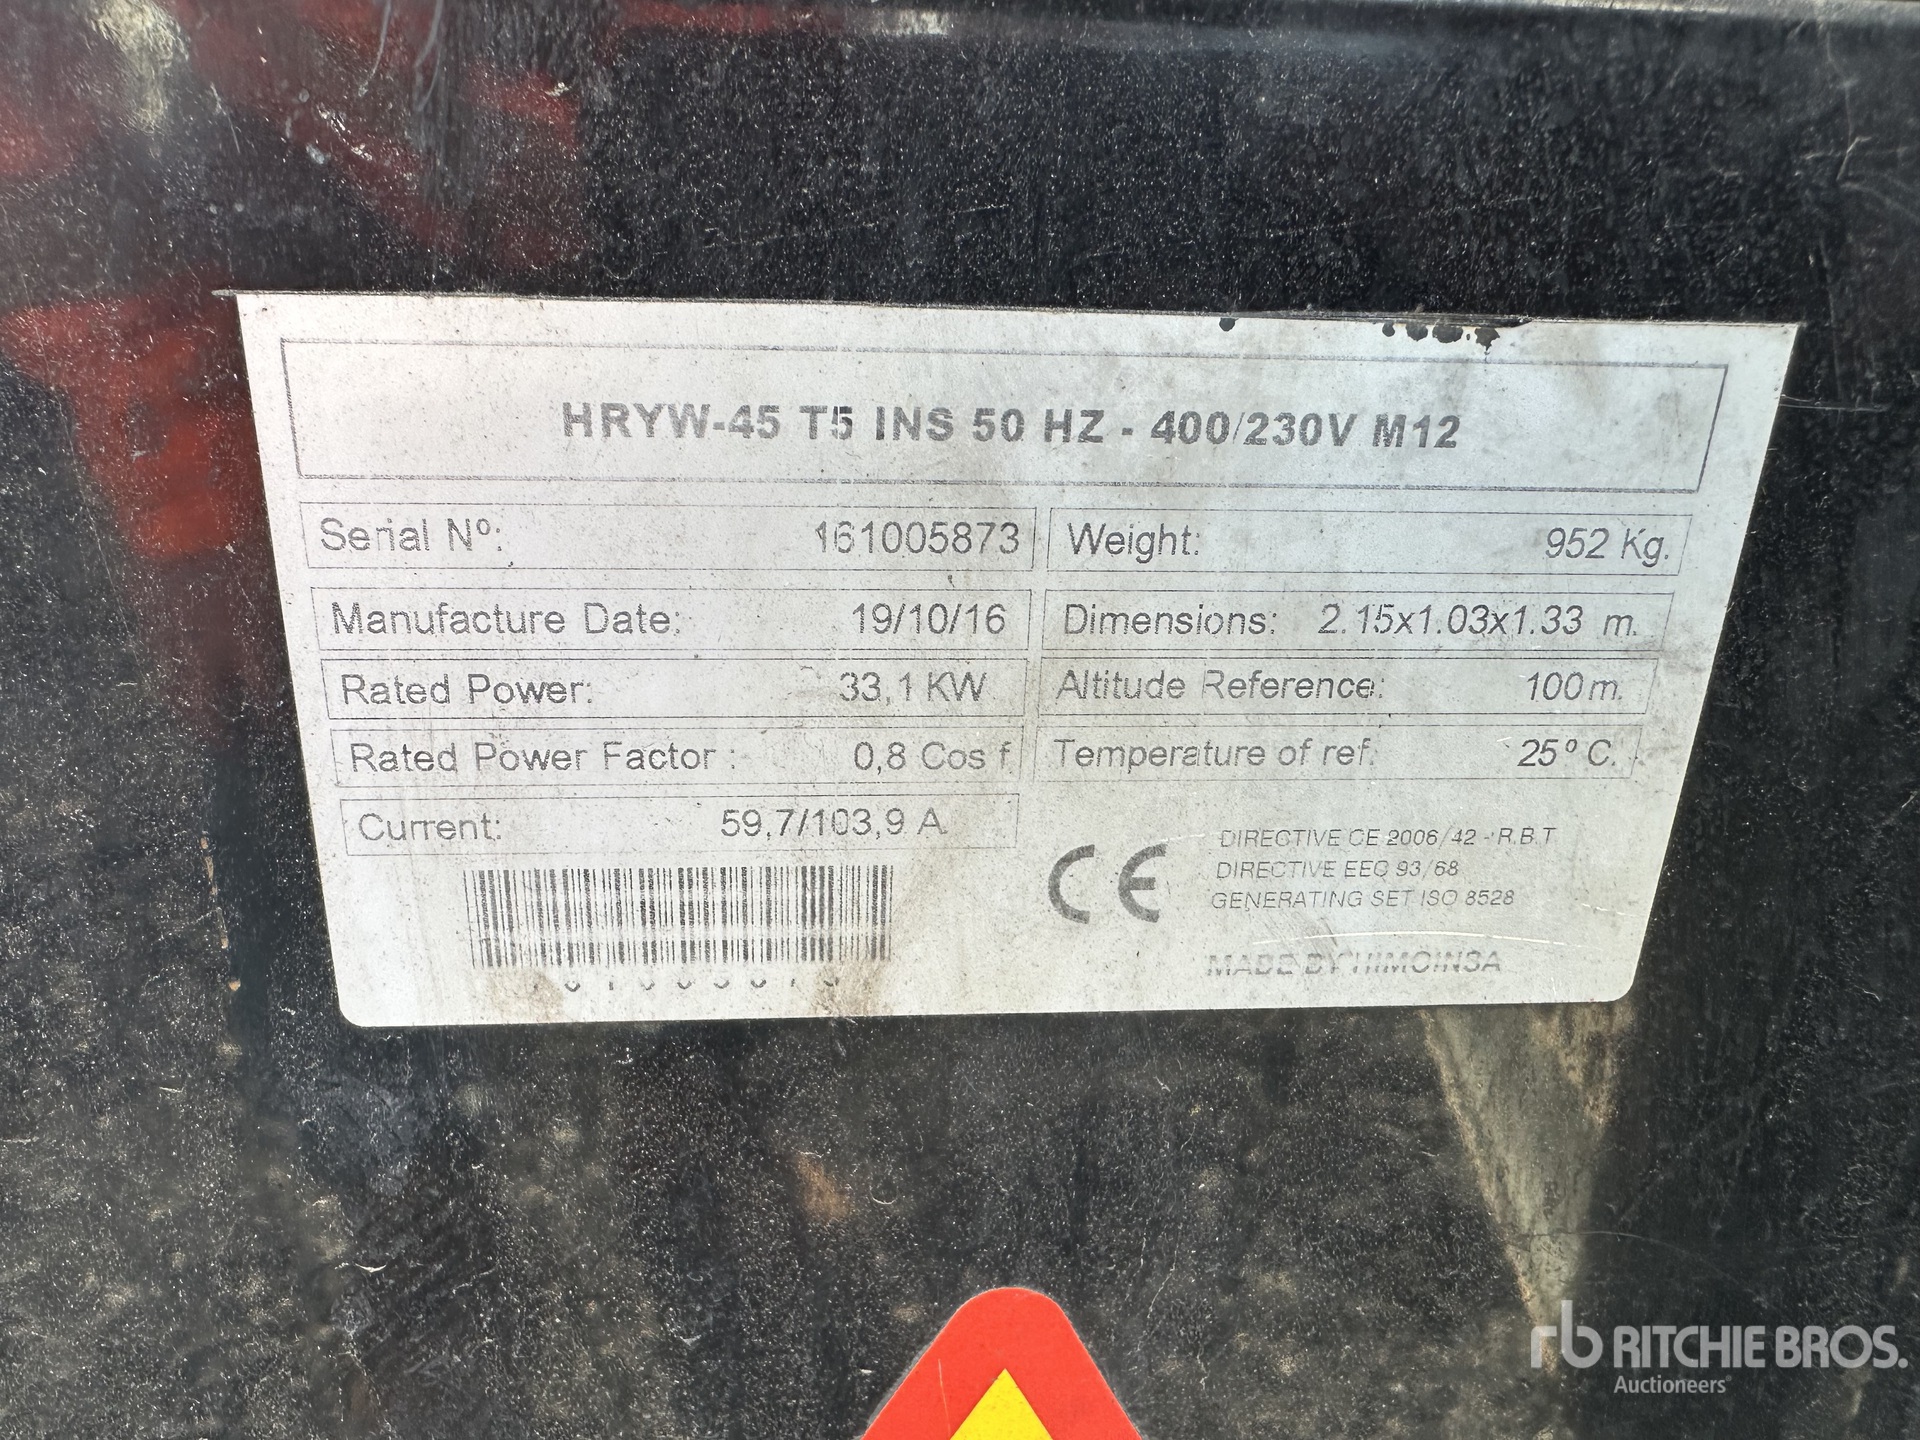 HRYW-45 T5 INS 50 HZ - 400/230V M12
Serial Nº: 161005873
Weight: 952 Kg.
Manufacture Date: 19/10/16
Dimensions: 2.15x1.03x1.33 m.
Rated Power: 33,1 KW
Altitude Reference: 100 m.
Rated Power Factor : 0,8 Cos f
Temperature of ref: 25º C.
Current: 59,7/103,9 A
CE
DIRECTIVE CE 2006/42 - R.B.T
DIRECTIVE EEC 93/68
GENERATING SET ISO 8528
MADE BY HIMOINSA
rb RITCHIE BROS.
Auctioneers